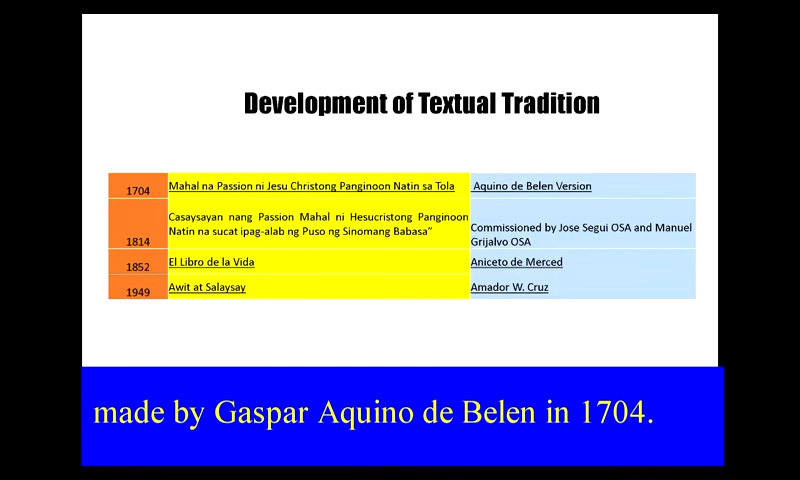 Development of Textual Tradition
1704 Mahal na Passion ni Jesu Christong Panginoon Natin sa Tola Aquino de Belen Version
Casaysayan nang Passion Mahal ni Hesucristong Panginoon
Natin na sucat ipag-alab ng Puso ng Sinomang Babasa”
1814 Commissioned by Jose Segui OSA and Manuel
Grijalvo OSA
1852 El Libro de la Vida Aniceto de Merced
1949 Awit at Salaysay Amador W. Cruz
made by Gaspar Aquino de Belen in 1704.